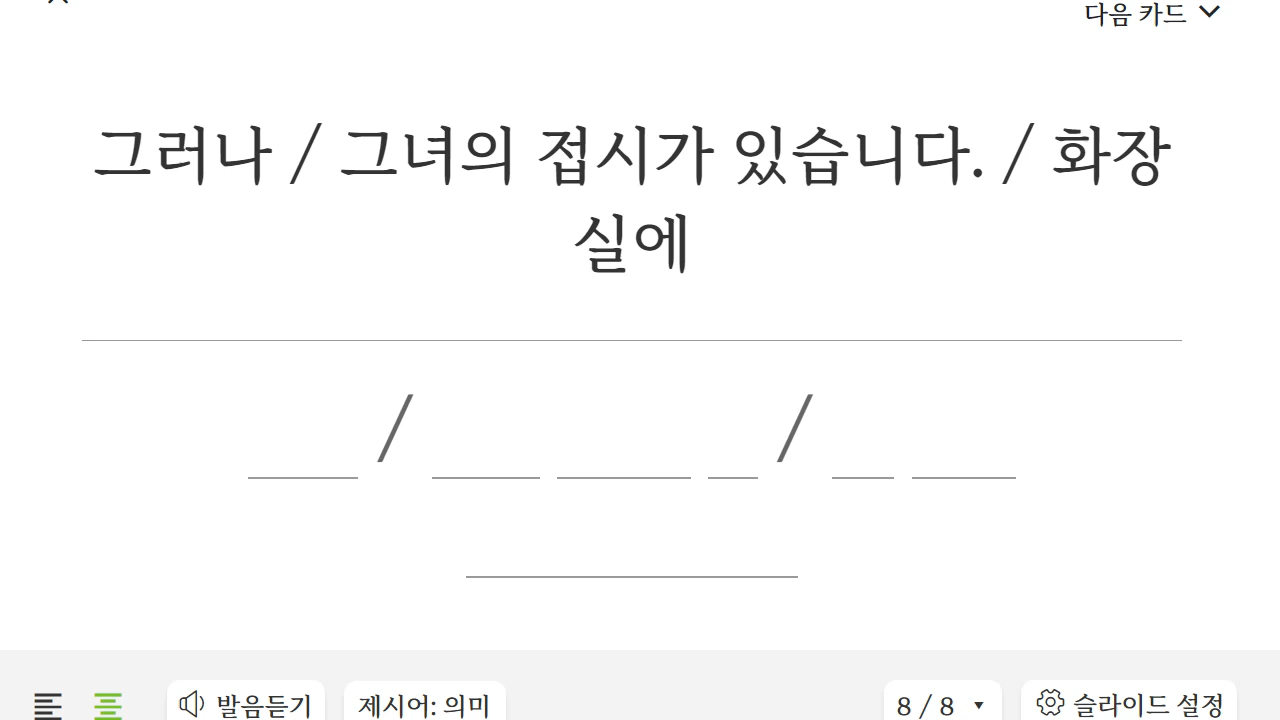 다음 카드
그러나 / 그녀의 접시가 있습니다. / 화장
실에
/ /
발음듣기
제시어: 의미
8 / 8
슬라이드 설정